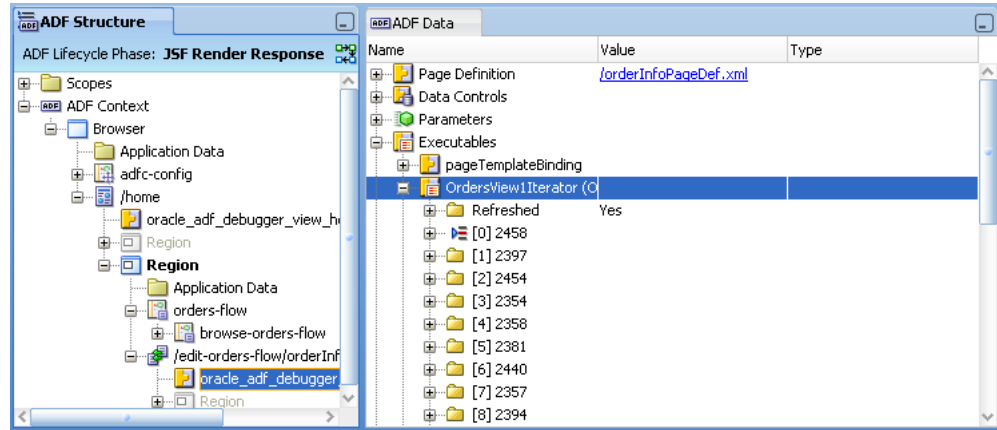 ADF Structure
ADF Lifecycle Phase: JSF Render Response
Scopes
ADF Context
Browser
Application Data
adfc-config
/home
oracle_adf_debugger_view_h
Region
Region
Application Data
orders-flow
browse-orders-flow
/edit-orders-flow/orderInf
oracle_adf_debugger_
Region
ADF Data
Name Value Type
Page Definition /orderInfoPageDef.xml
Data Controls
Parameters
Executables
pageTemplateBinding
OrdersView1Iterator (O
Refreshed Yes
[0] 2458
[1] 2397
[2] 2454
[3] 2354
[4] 2358
[5] 2381
[6] 2440
[7] 2357
[8] 2394